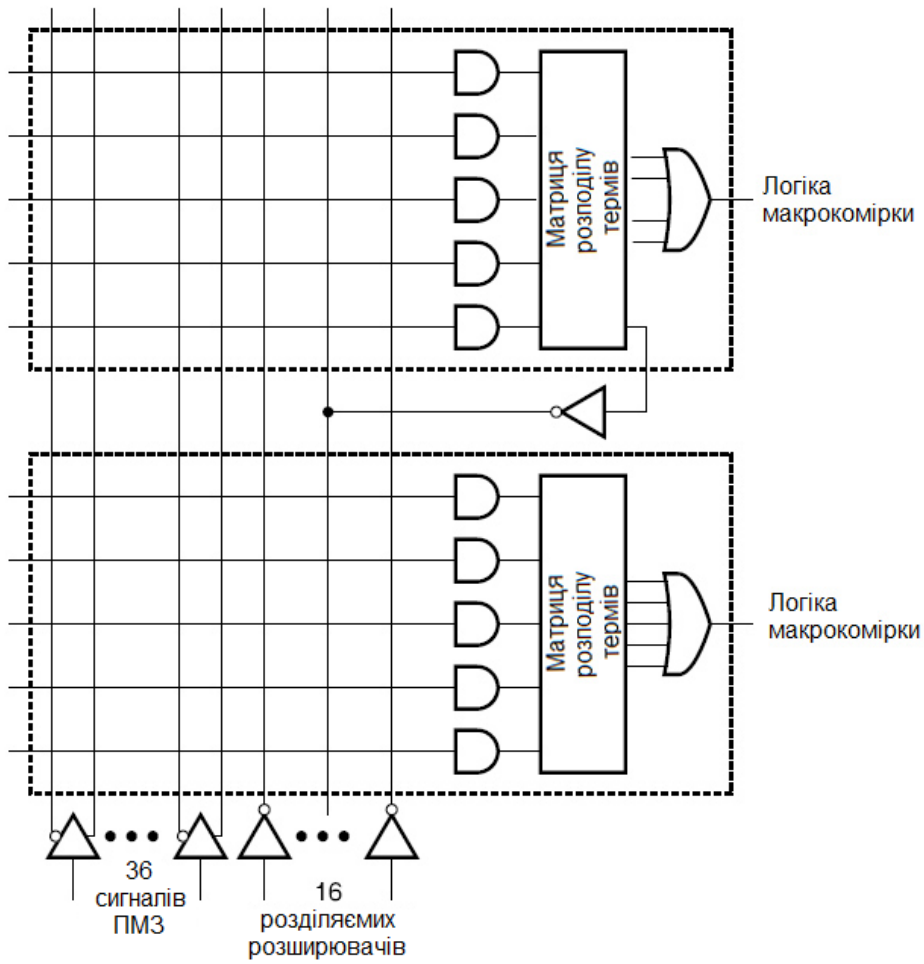 Матриця
розподілу
термів
Логіка
макрокомірки
Матриця
розподілу
термів
Логіка
макрокомірки
36
сигналів
ПМЗ
16
розділяємих
розширювачів